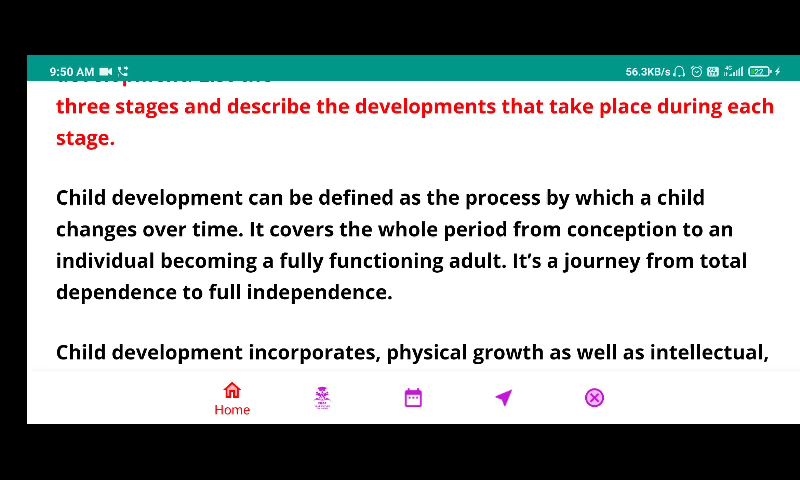 9:50 AM 56.3KB/s 4G 22
three stages and describe the developments that take place during each
stage.
Child development can be defined as the process by which a child
changes over time. It covers the whole period from conception to an
individual becoming a fully functioning adult. It's a journey from total
dependence to full independence.
Child development incorporates, physical growth as well as intellectual,
Home